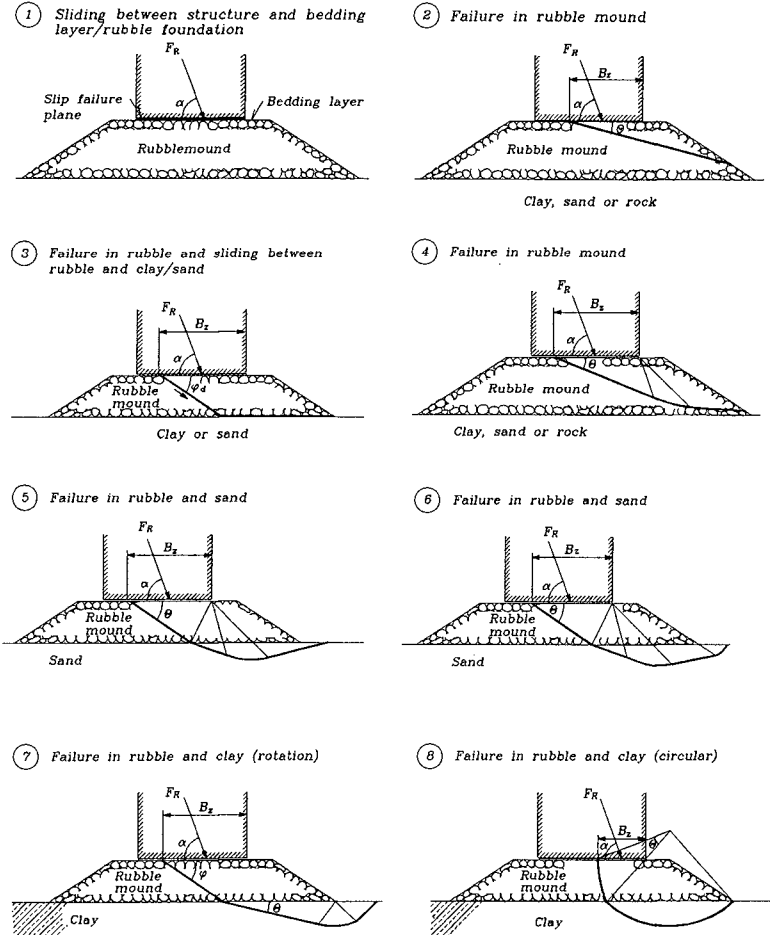 1 Sliding between structure and bedding
layer/rubble foundation
F_R
α
Slip failure
plane
Bedding layer
Rubblemound
2 Failure in rubble mound
F_R
B_z
α
θ
Rubble mound
Clay, sand or rock
3 Failure in rubble and sliding between
rubble and clay/sand
F_R
B_z
α
φ_d
Rubble
mound
Clay or sand
4 Failure in rubble mound
F_R
B_z
α
θ
Rubble mound
Clay, sand or rock
5 Failure in rubble and sand
F_R
B_z
α
θ
Rubble
mound
Sand
6 Failure in rubble and sand
F_R
B_z
α
θ
Rubble
mound
Sand
7 Failure in rubble and clay (rotation)
F_R
B_z
α
φ
Rubble
mound
θ
Clay
8 Failure in rubble and clay (circular)
F_R
B_z
α
θ
Rubble
mound
Clay